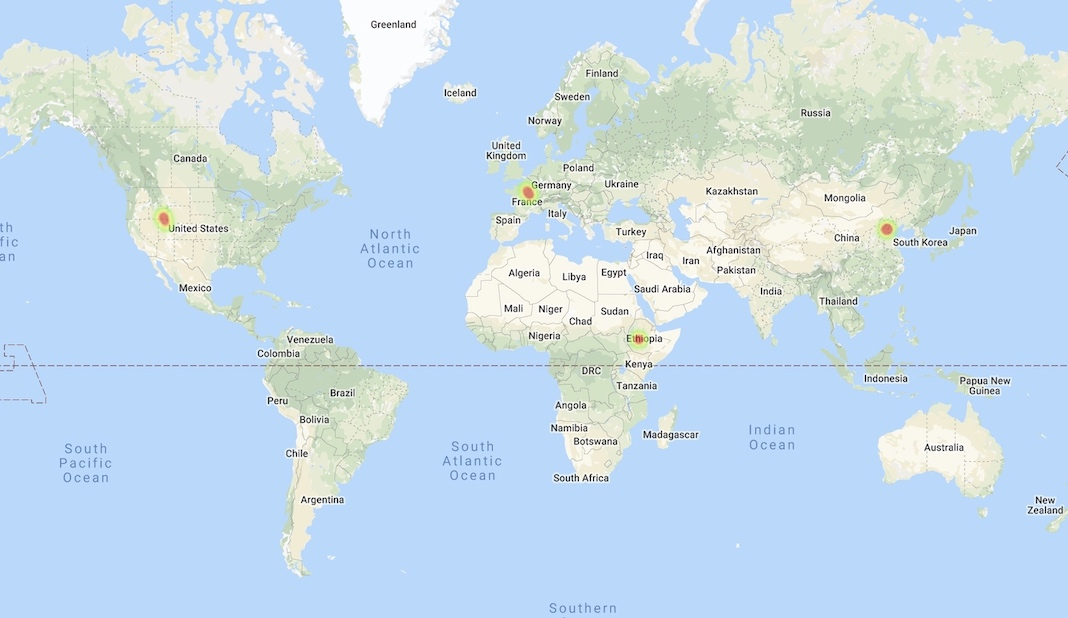 Greenland
Iceland
Finland
Sweden
Norway
Russia
United
Kingdom
Canada
Poland
Germany
Ukraine
Kazakhstan
Mongolia
France
Spain
Italy
United States
Turkey
China
South Korea
Japan
th
fic
an
North
Atlantic
Ocean
Iraq
Iran
Afghanistan
Pakistan
Algeria
Libya
Egypt
Saudi Arabia
India
Mexico
Thailand
Mali
Niger
Chad
Sudan
Nigeria
Ethiopia
Venezuela
Colombia
Kenya
DRC
Tanzania
Indonesia
Papua New
Guinea
Peru
Brazil
Angola
Bolivia
Namibia
Botswana
Madagascar
Indian
Ocean
Australia
South
Pacific
Ocean
Chile
South
Atlantic
Ocean
South Africa
Argentina
New
Zealand
Southern